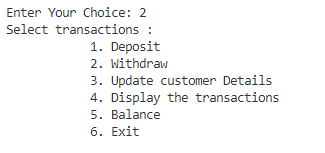 Enter Your Choice: 2
Select transactions :
1. Deposit
2. Withdraw
3. Update customer Details
4. Display the transactions
5. Balance
6. Exit